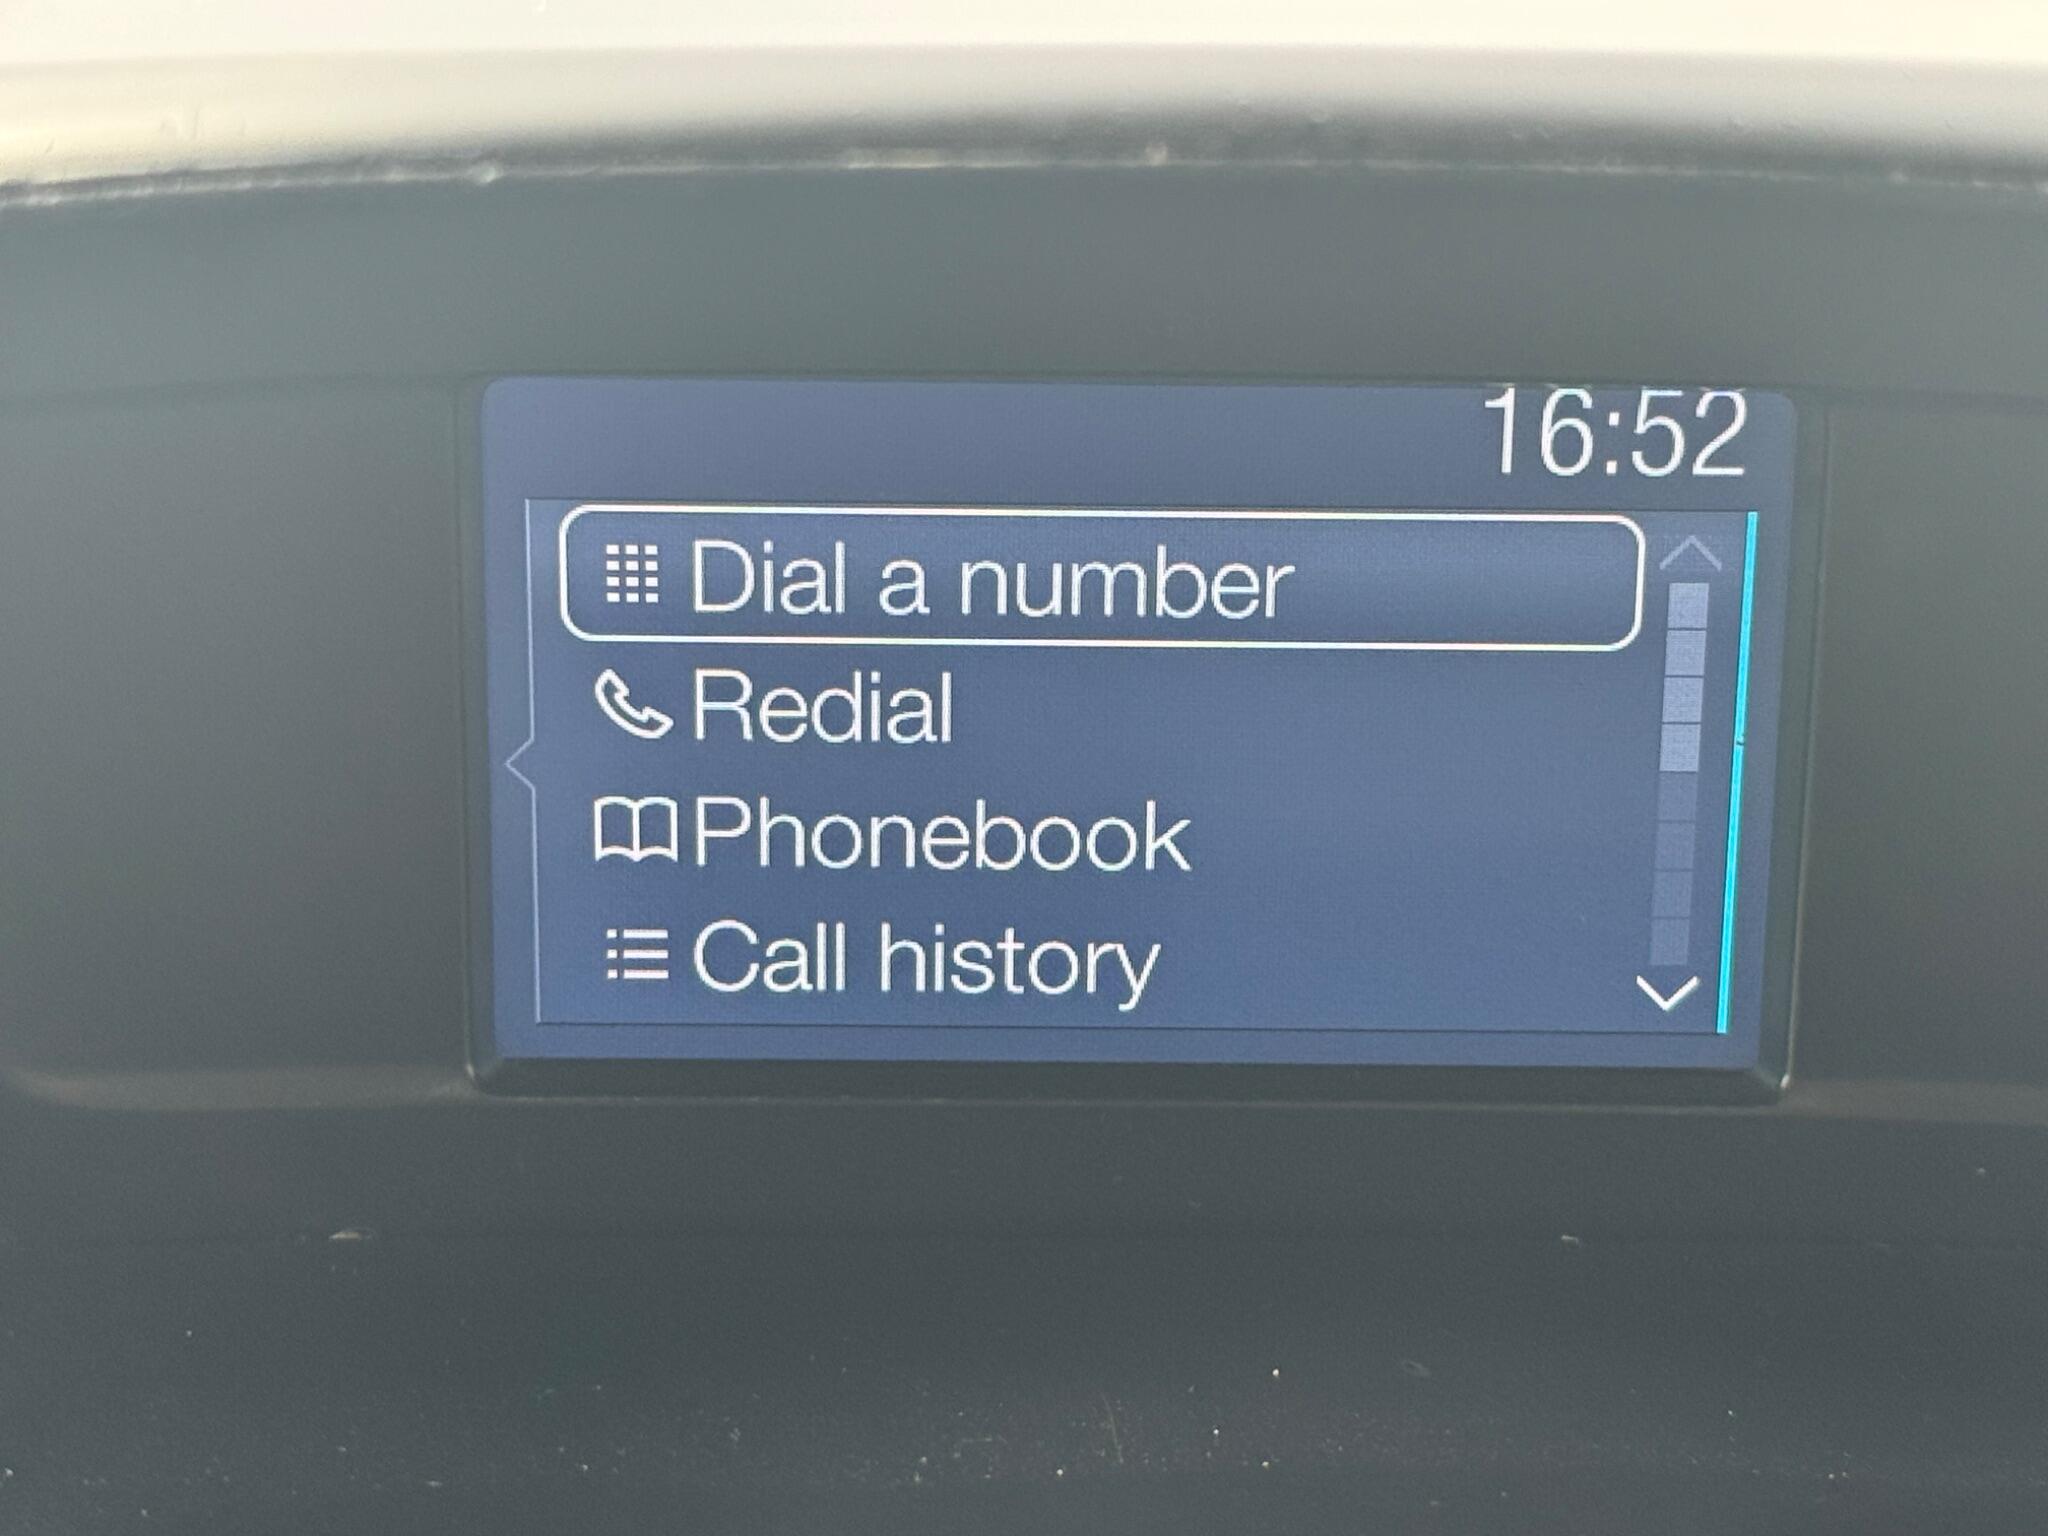 16:52
Dial a number
Redial
Phonebook
Call history